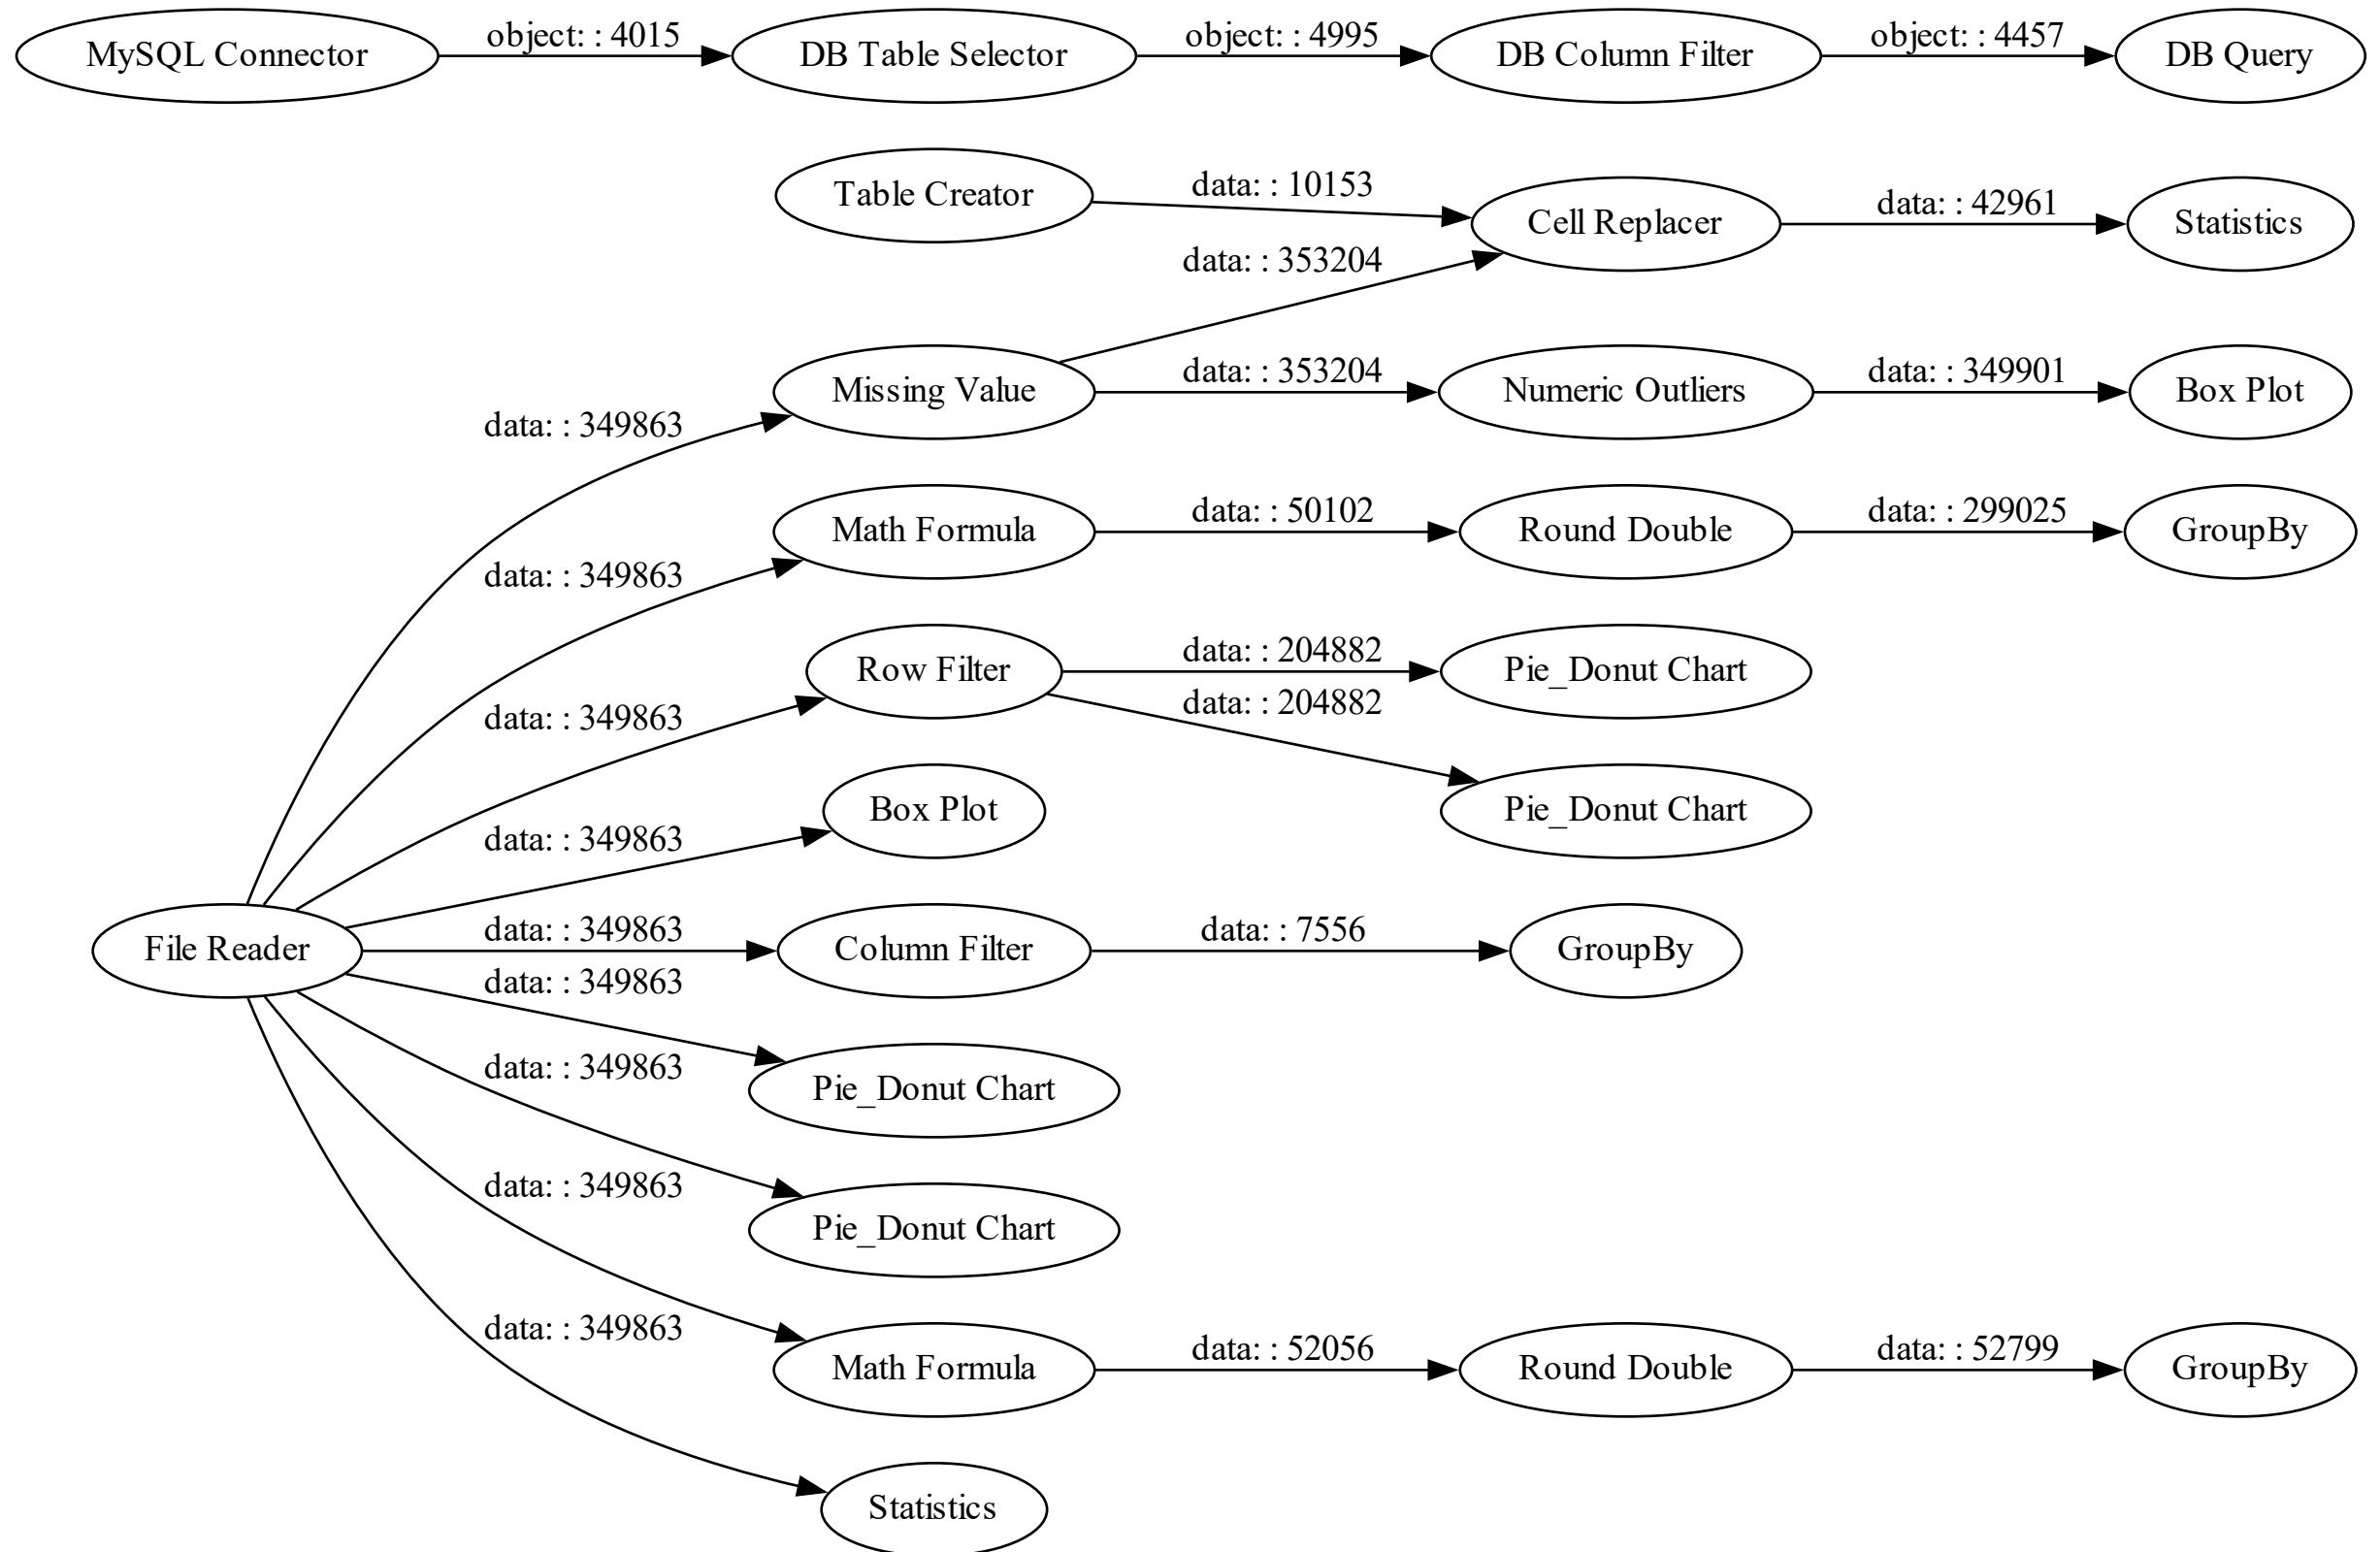 MySQL Connector
object: : 4015
DB Table Selector
object: : 4995
DB Column Filter
object: : 4457
DB Query
Table Creator
data: : 10153
Cell Replacer
data: : 42961
Statistics
data: : 353204
Missing Value
data: : 353204
Numeric Outliers
data: : 349901
Box Plot
data: : 349863
Math Formula
data: : 50102
Round Double
data: : 299025
GroupBy
data: : 349863
Row Filter
data: : 204882
Pie_Donut Chart
data: : 349863
data: : 204882
Pie_Donut Chart
Box Plot
data: : 349863
File Reader
data: : 349863
Column Filter
data: : 7556
GroupBy
data: : 349863
Pie_Donut Chart
data: : 349863
Pie_Donut Chart
data: : 349863
Math Formula
data: : 52056
Round Double
data: : 52799
GroupBy
data: : 349863
Statistics